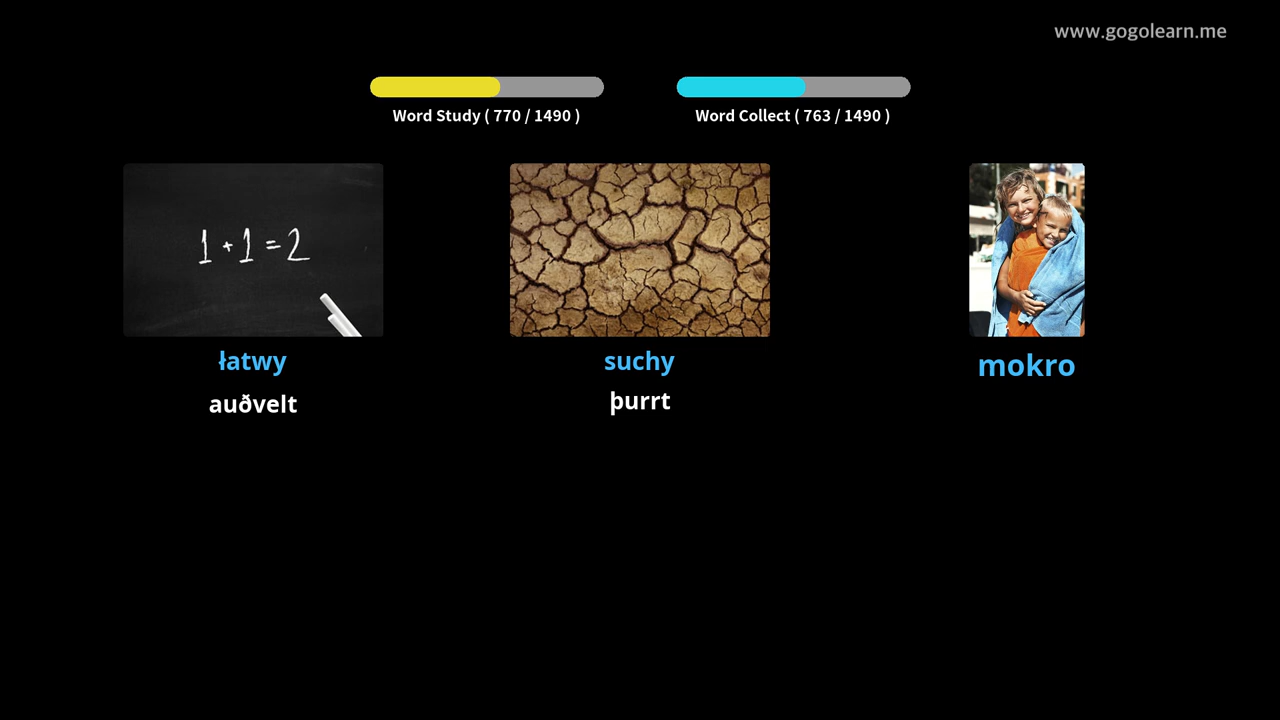 www.gogolearn.me
Word Study ( 770 / 1490 )
Word Collect ( 763 / 1490 )
1 + 1 = 2
łatwy
auðvelt
suchy
þurrt
mokro